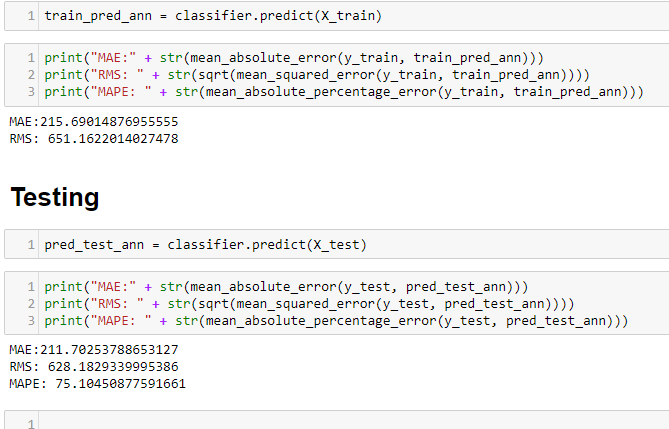 1 train_pred_ann = classifier.predict(X_train)
1 print("MAE:" + str(mean_absolute_error(y_train, train_pred_ann)))
2 print("RMS: " + str(sqrt(mean_squared_error(y_train, train_pred_ann))))
3 print("MAPE: " + str(mean_absolute_percentage_error(y_train, train_pred_ann)))
MAE:215.69014876955555
RMS: 651.1622014027478
Testing
1 pred_test_ann = classifier.predict(X_test)
1 print("MAE:" + str(mean_absolute_error(y_test, pred_test_ann)))
2 print("RMS: " + str(sqrt(mean_squared_error(y_test, pred_test_ann))))
3 print("MAPE: " + str(mean_absolute_percentage_error(y_test, pred_test_ann)))
MAE:211.70253788653127
RMS: 628.1829339995386
MAPE: 75.10450877591661
1